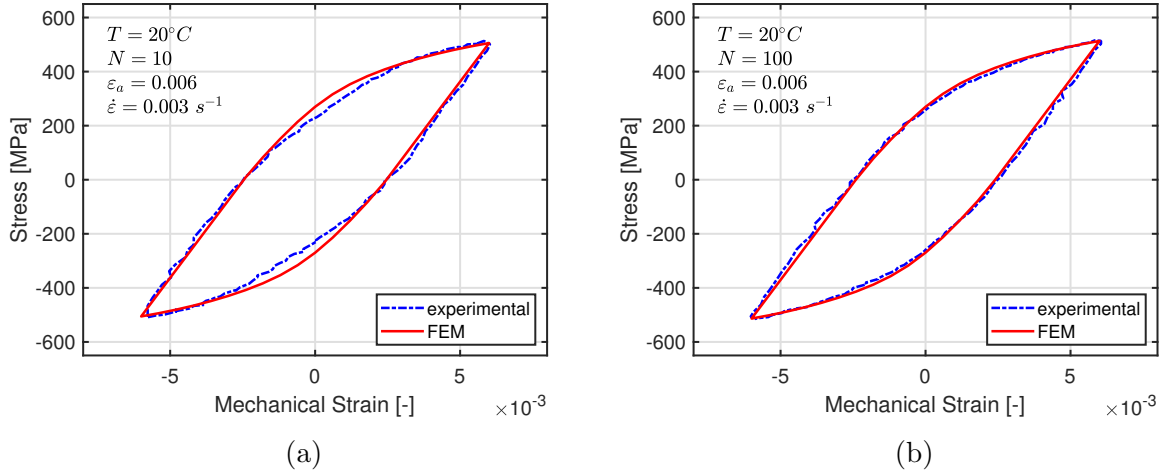 T = 20°C
N = 10
εa = 0.006
ε̇ = 0.003 s⁻¹
600
400
200
0
-200
-400
-600
Stress [MPa]
experimental
FEM
-5
0
5
×10⁻³
Mechanical Strain [-]
(a)
T = 20°C
N = 100
εa = 0.006
ε̇ = 0.003 s⁻¹
600
400
200
0
-200
-400
-600
Stress [MPa]
experimental
FEM
-5
0
5
×10⁻³
Mechanical Strain [-]
(b)